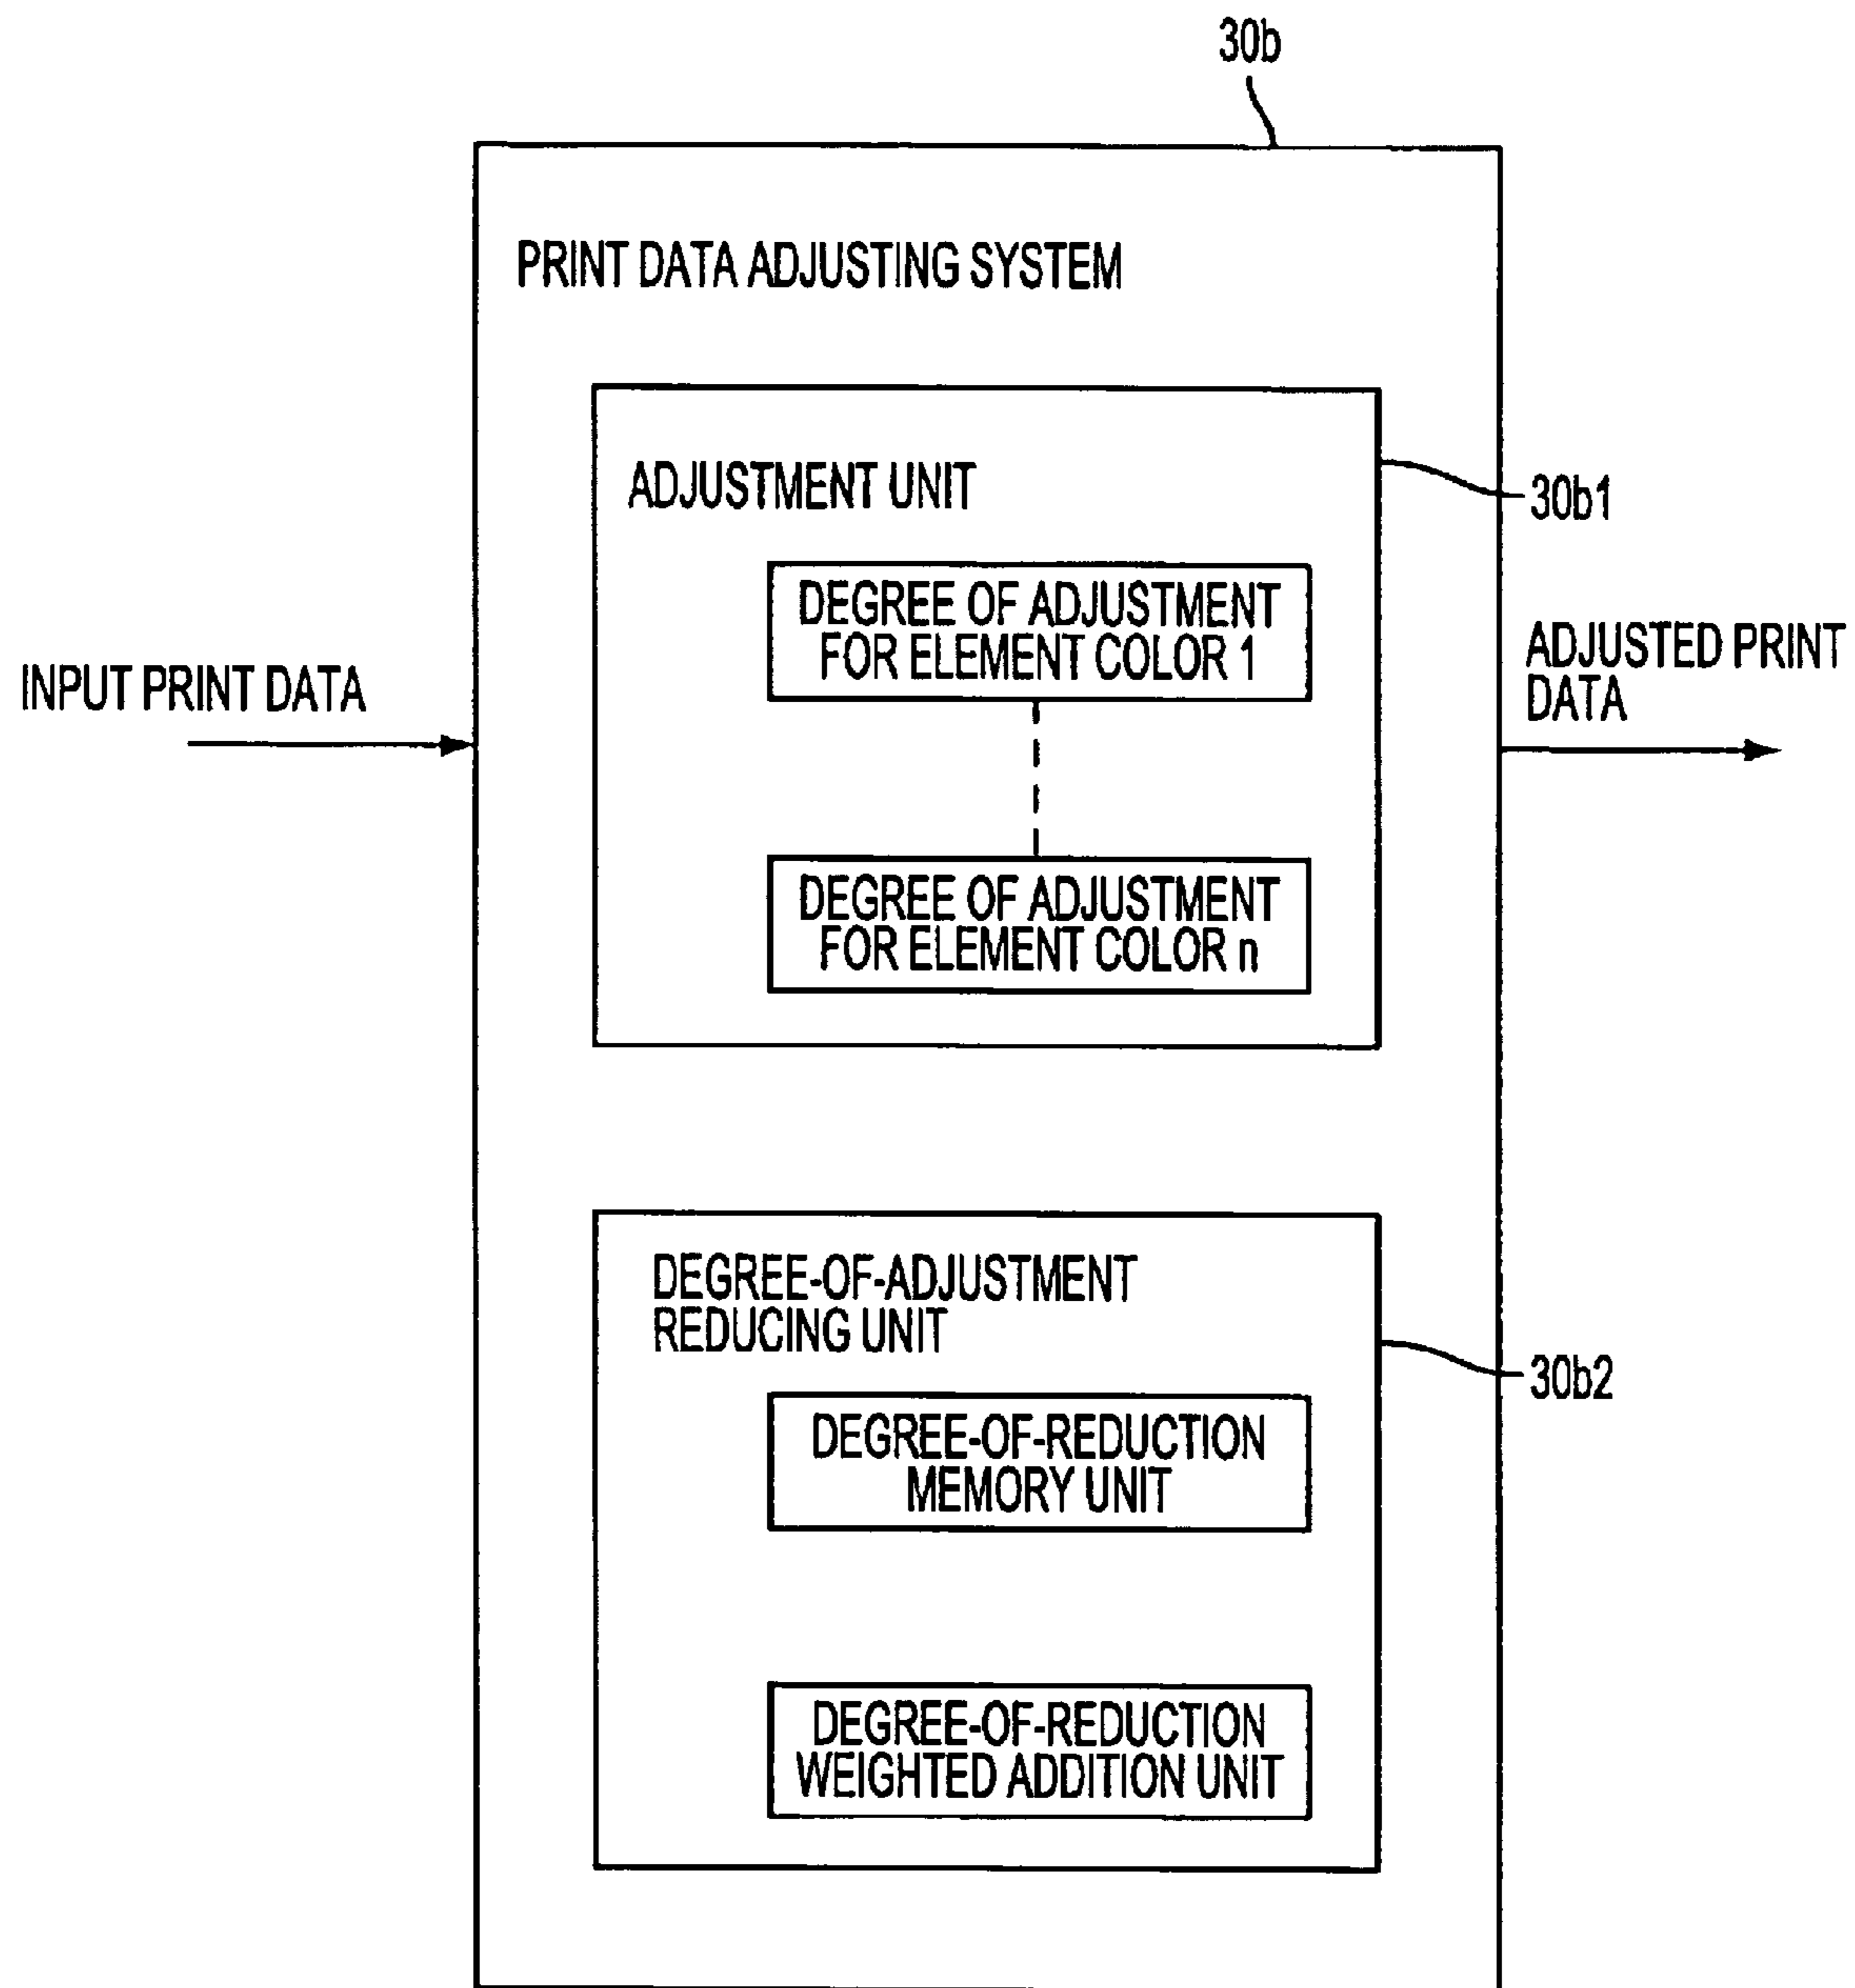 30b
PRINT DATA ADJUSTING SYSTEM
ADJUSTMENT UNIT
30b1
DEGREE OF ADJUSTMENT
FOR ELEMENT COLOR 1
INPUT PRINT DATA
ADJUSTED PRINT
DATA
DEGREE OF ADJUSTMENT
FOR ELEMENT COLOR n
DEGREE-OF-ADJUSTMENT
REDUCING UNIT
30b2
DEGREE-OF-REDUCTION
MEMORY UNIT
DEGREE-OF-REDUCTION
WEIGHTED ADDITION UNIT